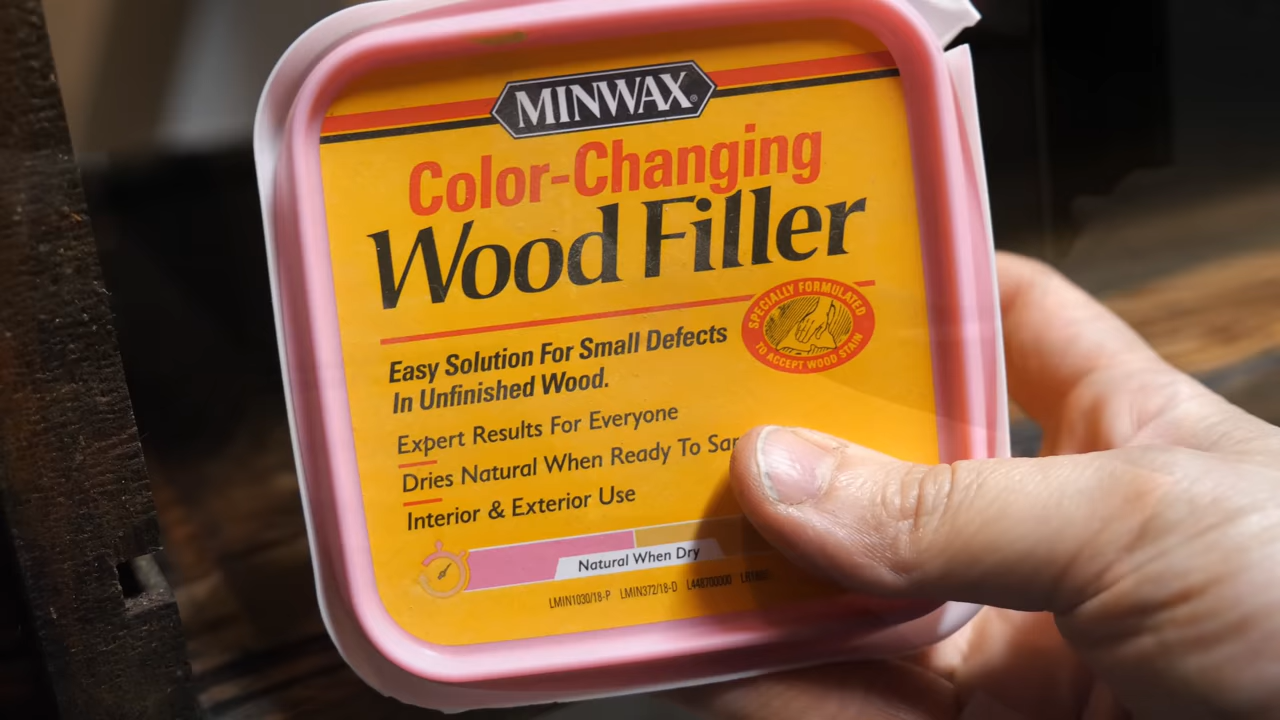 MINWAX®
Color-Changing
Wood Filler
SPECIALLY FORMULATED
TO ACCEPT WOOD STAIN
Easy Solution For Small Defects
In Unfinished Wood.
Expert Results For Everyone
Dries Natural When Ready To
Interior & Exterior Use
Natural When Dry
LMIN1030/18-P LMIN372/18-D L448700000